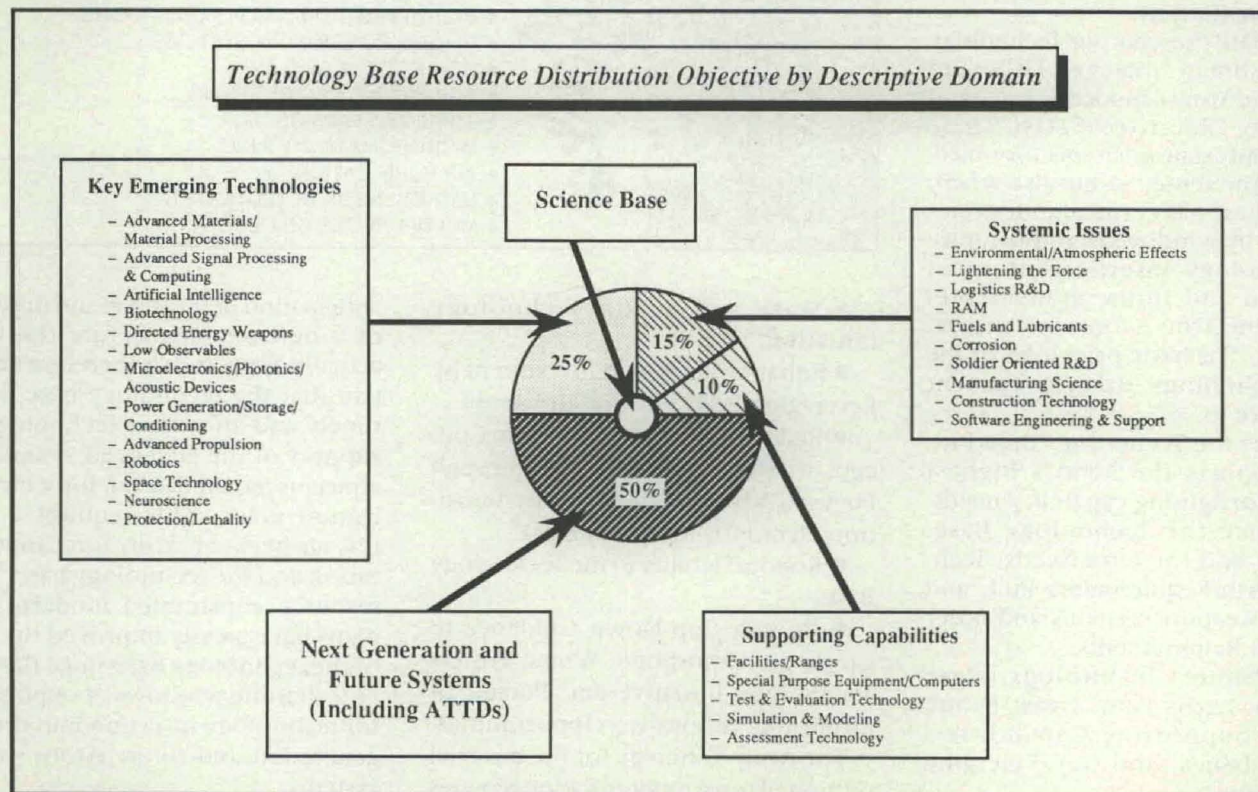 Technology Base Resource Distribution Objective by Descriptive Domain
Key Emerging Technologies
– Advanced Materials/
Material Processing
– Advanced Signal Processing
& Computing
– Artificial Intelligence
– Biotechnology
– Directed Energy Weapons
– Low Observables
– Microelectronics/Photonics/
Acoustic Devices
– Power Generation/Storage/
Conditioning
– Advanced Propulsion
– Robotics
– Space Technology
– Neuroscience
– Protection/Lethality
Science Base
Systemic Issues
– Environmental/Atmospheric Effects
– Lightening the Force
– Logistics R&D
– RAM
– Fuels and Lubricants
– Corrosion
– Soldier Oriented R&D
– Manufacturing Science
– Construction Technology
– Software Engineering & Support
25%
15%
10%
50%
Next Generation and
Future Systems
(Including ATTDs)
Supporting Capabilities
– Facilities/Ranges
– Special Purpose Equipment/Computers
– Test & Evaluation Technology
– Simulation & Modeling
– Assessment Technology